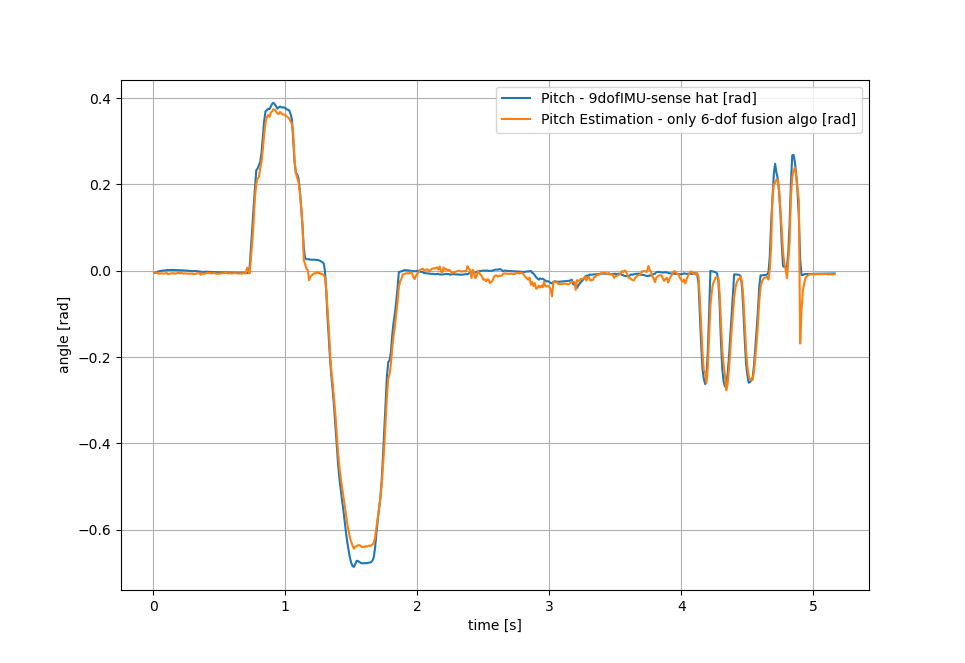 Pitch - 9dofIMU-sense hat [rad]
Pitch Estimation - only 6-dof fusion algo [rad]
0.4
0.2
0.0
−0.2
−0.4
−0.6
angle [rad]
0 1 2 3 4 5
time [s]